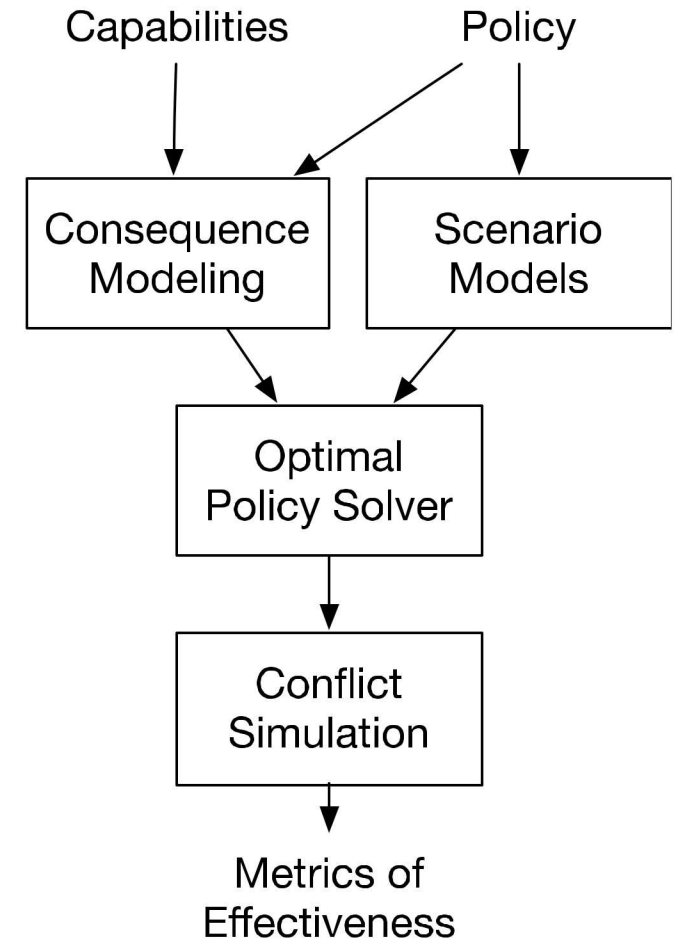 Capabilities
Policy
Consequence
Modeling
Scenario
Models
Optimal
Policy Solver
Conflict
Simulation
Metrics of
Effectiveness